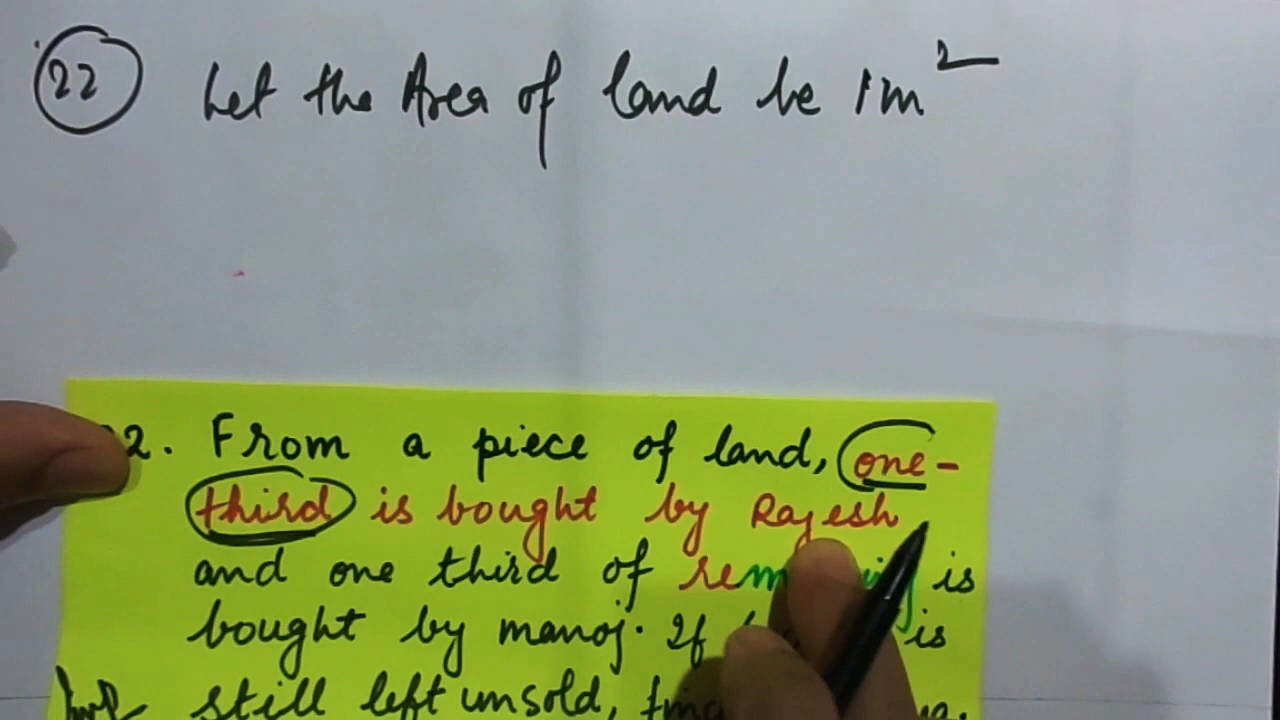 22 Let the Area of land be 1m²
2. From a piece of land, one-
third is bought by Rajesh
and one third of is
bought by manoj. If is
still left unsold,